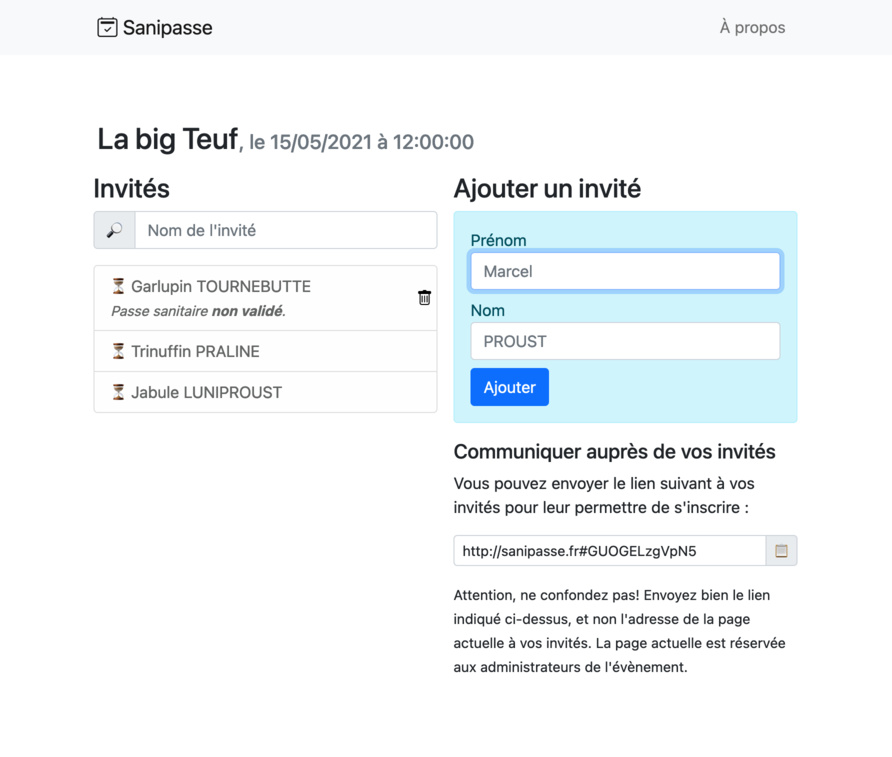 Sanipasse
À propos
La big Teuf, le 15/05/2021 à 12:00:00
Invités
Nom de l'invité
Garlupin TOURNEBUTTE
Passe sanitaire non validé.
Trinuffin PRALINE
Jabule LUNIPROUST
Ajouter un invité
Prénom
Marcel
Nom
PROUST
Ajouter
Communiquer auprès de vos invités
Vous pouvez envoyer le lien suivant à vos
invités pour leur permettre de s'inscrire :
http://sanipasse.fr#GUOGELzgVpN5
Attention, ne confondez pas! Envoyez bien le lien
indiqué ci-dessus, et non l'adresse de la page
actuelle à vos invités. La page actuelle est réservée
aux administrateurs de l'évènement.